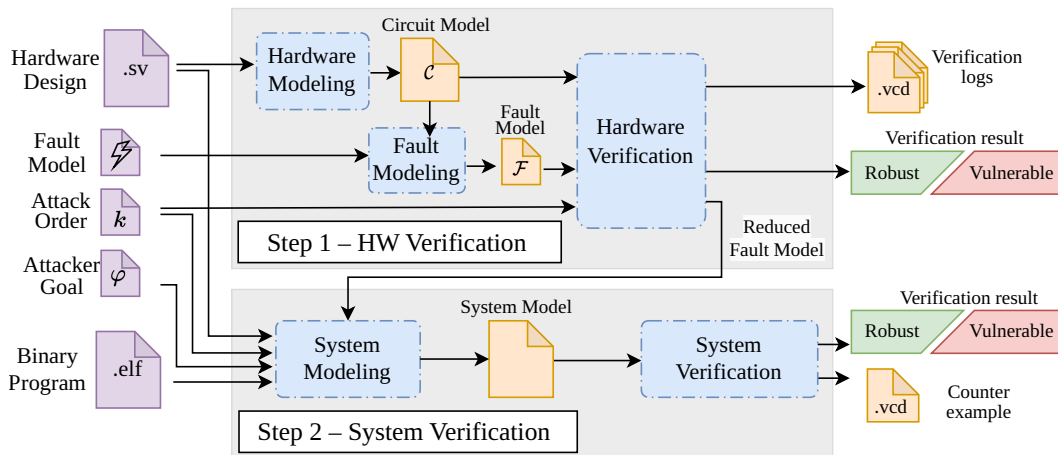 Hardware
Design
.sv
Fault
Model
Attack
Order
k
Attacker
Goal
φ
Binary
Program
.elf
Circuit Model
Hardware
Modeling
C
Fault
Modeling
Fault
Model
F
Hardware
Verification
Step 1 – HW Verification
Reduced
Fault Model
.vcd
Verification
logs
Verification result
Robust
Vulnerable
System Model
System
Modeling
System
Verification
Step 2 – System Verification
Verification result
Robust
Vulnerable
.vcd
Counter
example